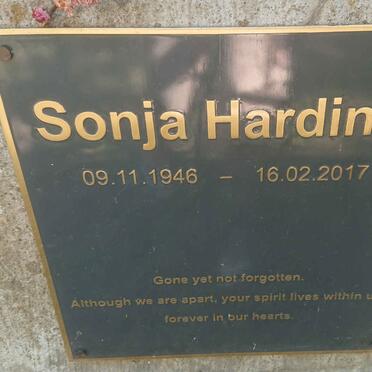 Sonja Hardin
09.11.1946 – 16.02.2017
Gone yet not forgotten.
Although we are apart, your spirit lives within u
forever in our hearts.